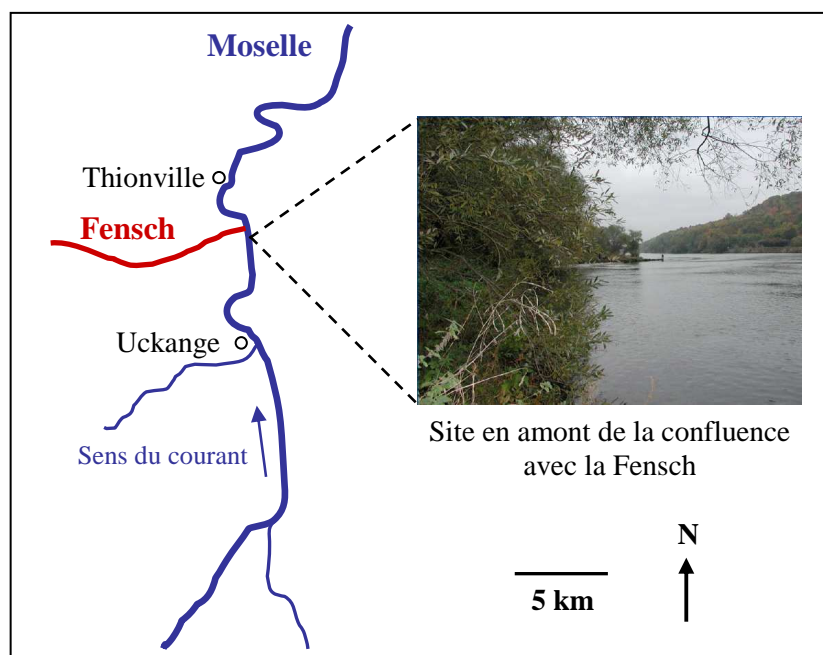 Moselle
Thionville
Fensch
Uckange
Sens du courant
Site en amont de la confluence
avec la Fensch
N
5 km